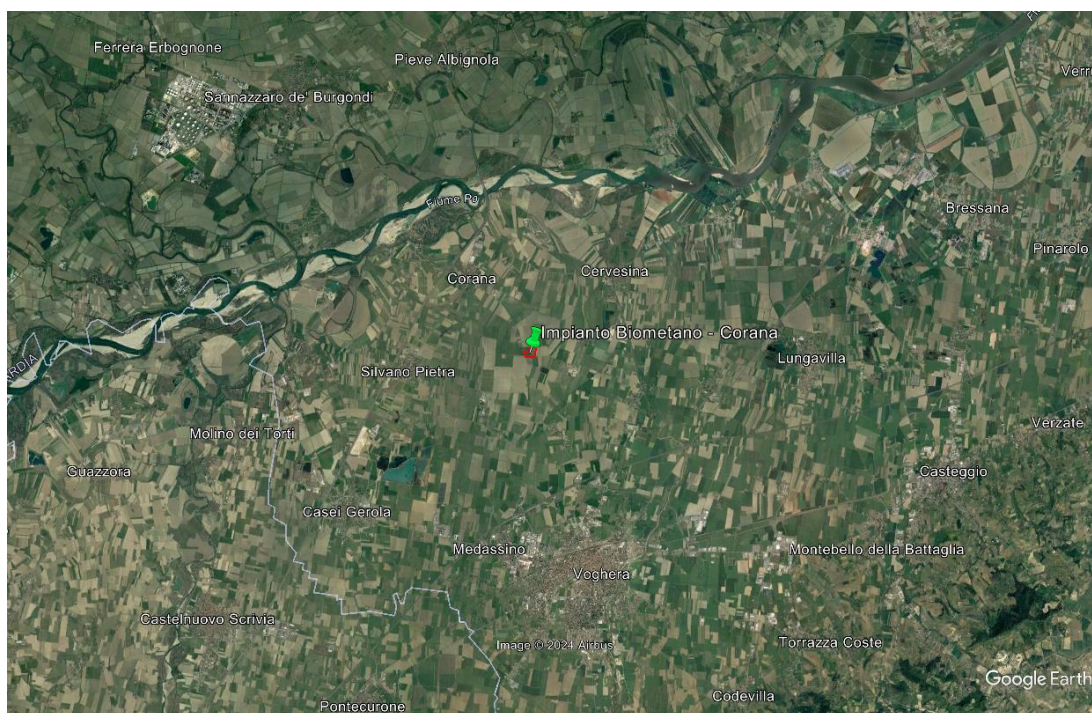 Ferrera Erbognone
Pieve Albignola
Sannazzaro de' Burgondi
Fiume Po
Bressana
Pinarolo
Corana
Cervesina
Impianto Biometano - Corana
Silvano Pietra
Lungavilla
ARDIA
Molino dei Torti
Verzate
Guazzora
Casteggio
Casei Gerola
Medassino
Montebello della Battaglia
Voghera
Castelnuovo Scrivia
Torrazza Coste
Image © 2024 Airbus
Google Earth
Codevilla
Pontecurone